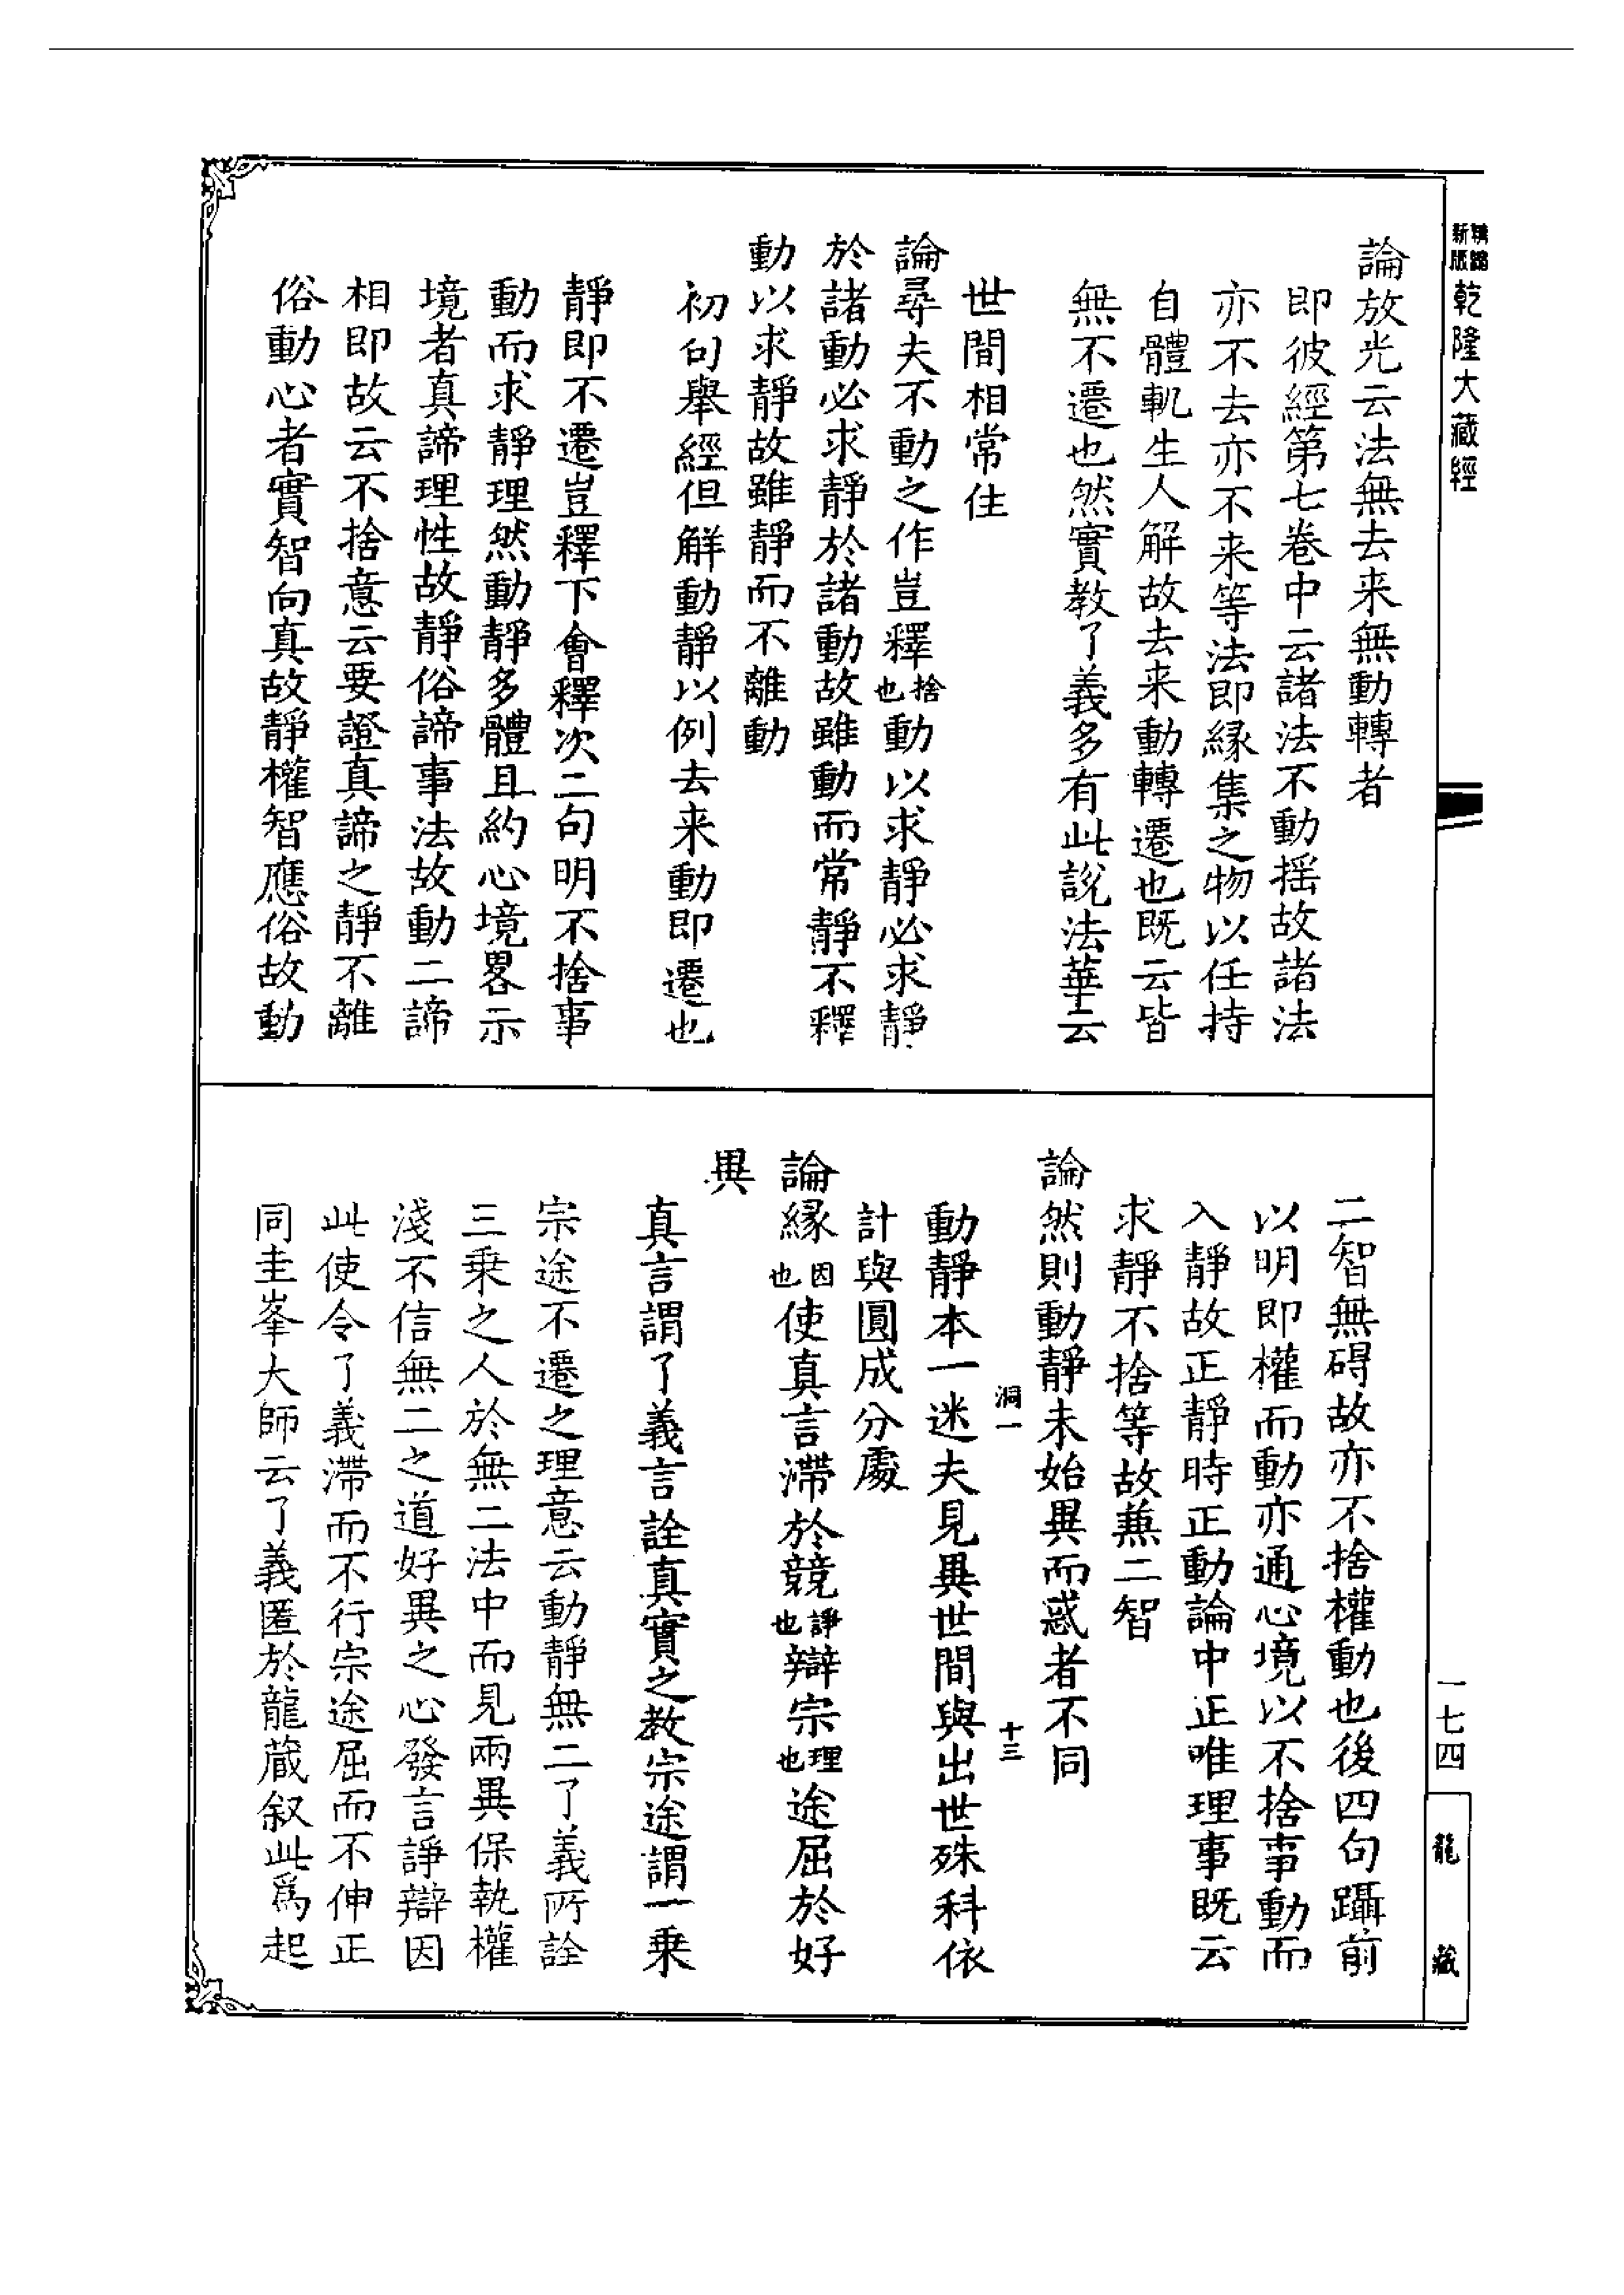 新版
乾隆大藏經
論放光云法無去来無動轉者
即彼經第七卷中云諸法不動揺故諸法
亦不去亦不来等法即縁集之物以任持
自體軌生人解故去来動轉遷也既云皆
無不遷也然實教了義多有此說法華云
世間相常住
論尋夫不動之作豈釋捨也動以求靜必求靜
於諸動必求靜於諸動故雖動而常靜不釋
動以求靜故雖靜而不離動
初句舉經但解動靜以例去来動即遷也
靜即不遷豈釋下會釋次二句明不捨事
動而求靜理然動靜多體且約心境畧示
境者真諦理性故靜俗諦事法故動二諦
相即故云不捨意云要證真諦之靜不離
俗動心者實智向真故靜權智應俗故動
二智無碍故亦不捨權動也後四句躡前
以明即權而動亦通心境以不捨事動而
入靜故正靜時正動論中正唯理事既云
求靜不捨等故兼二智
論然則動靜未始異而惑者不同
洞一
十三
動靜本一迷夫見異世間與出世殊科依
計與圓成分處
論縁因也使真言滯於競諍也辯宗理也途屈於好
異
真言謂了義言詮真實之教宗途謂一乗
宗途不遷之理意云動靜無二了義所詮
三乗之人於無二法中而見兩異保執權
淺不信無二之道好異之心發言諍辯因
此使令了義滯而不行宗途屈而不伸正
同圭峯大師云了義匿於龍蔵叙此爲起
一七四
龍藏